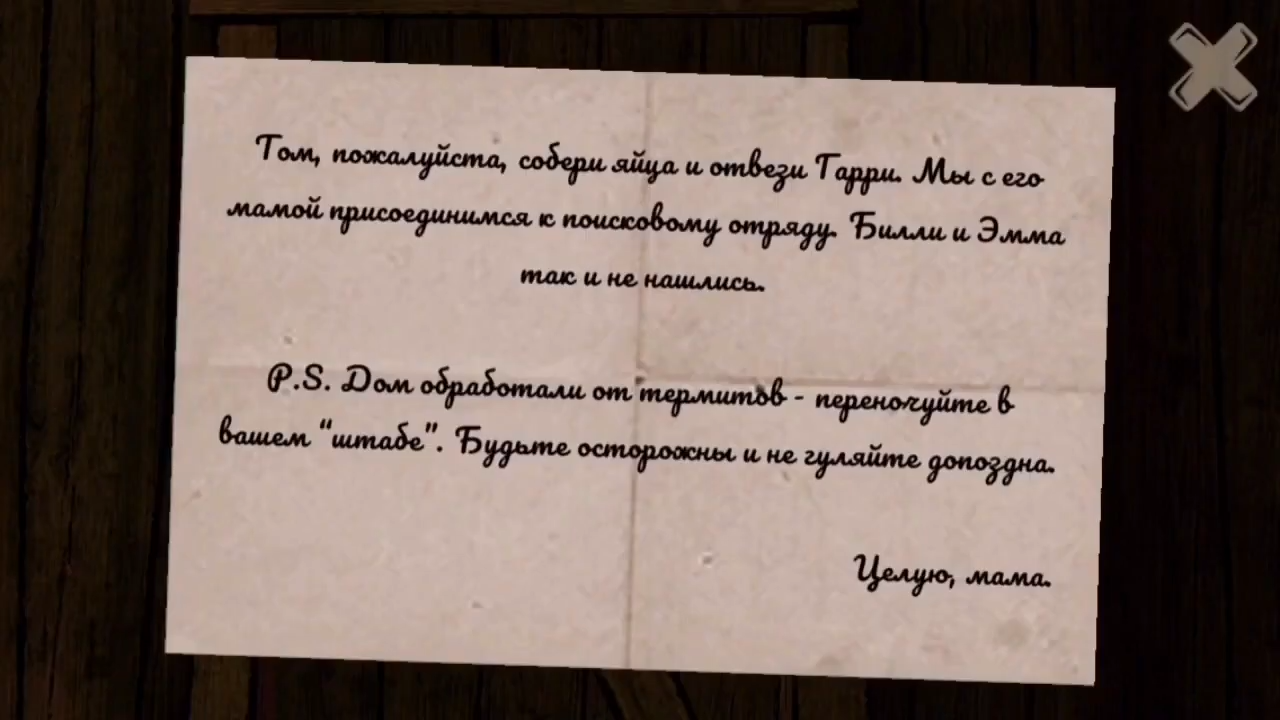 Том, пожалуйста, собери яйца и отвези Гарри. Мы с его
мамой присоединимся к поисковому отряду. Билли и Эмма
так и не нашлись.
P.S. Дом обработали от термитов - переночуйте в
вашем "штабе". Будьте осторожны и не гуляйте допоздна.
Целую, мама.